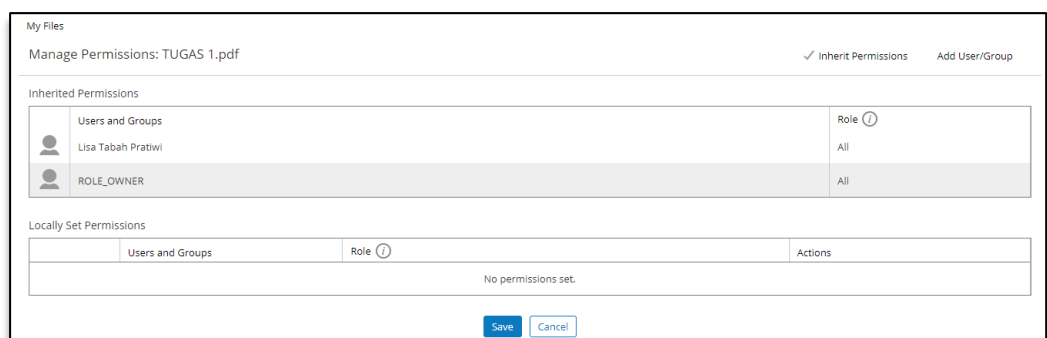 My Files
Manage Permissions: TUGAS 1.pdf
Inherit Permissions
Add User/Group
Inherited Permissions
Users and Groups
Role
Lisa Tabah Pratiwi
All
ROLE_OWNER
All
Locally Set Permissions
Users and Groups
Role
Actions
No permissions set.
Save
Cancel